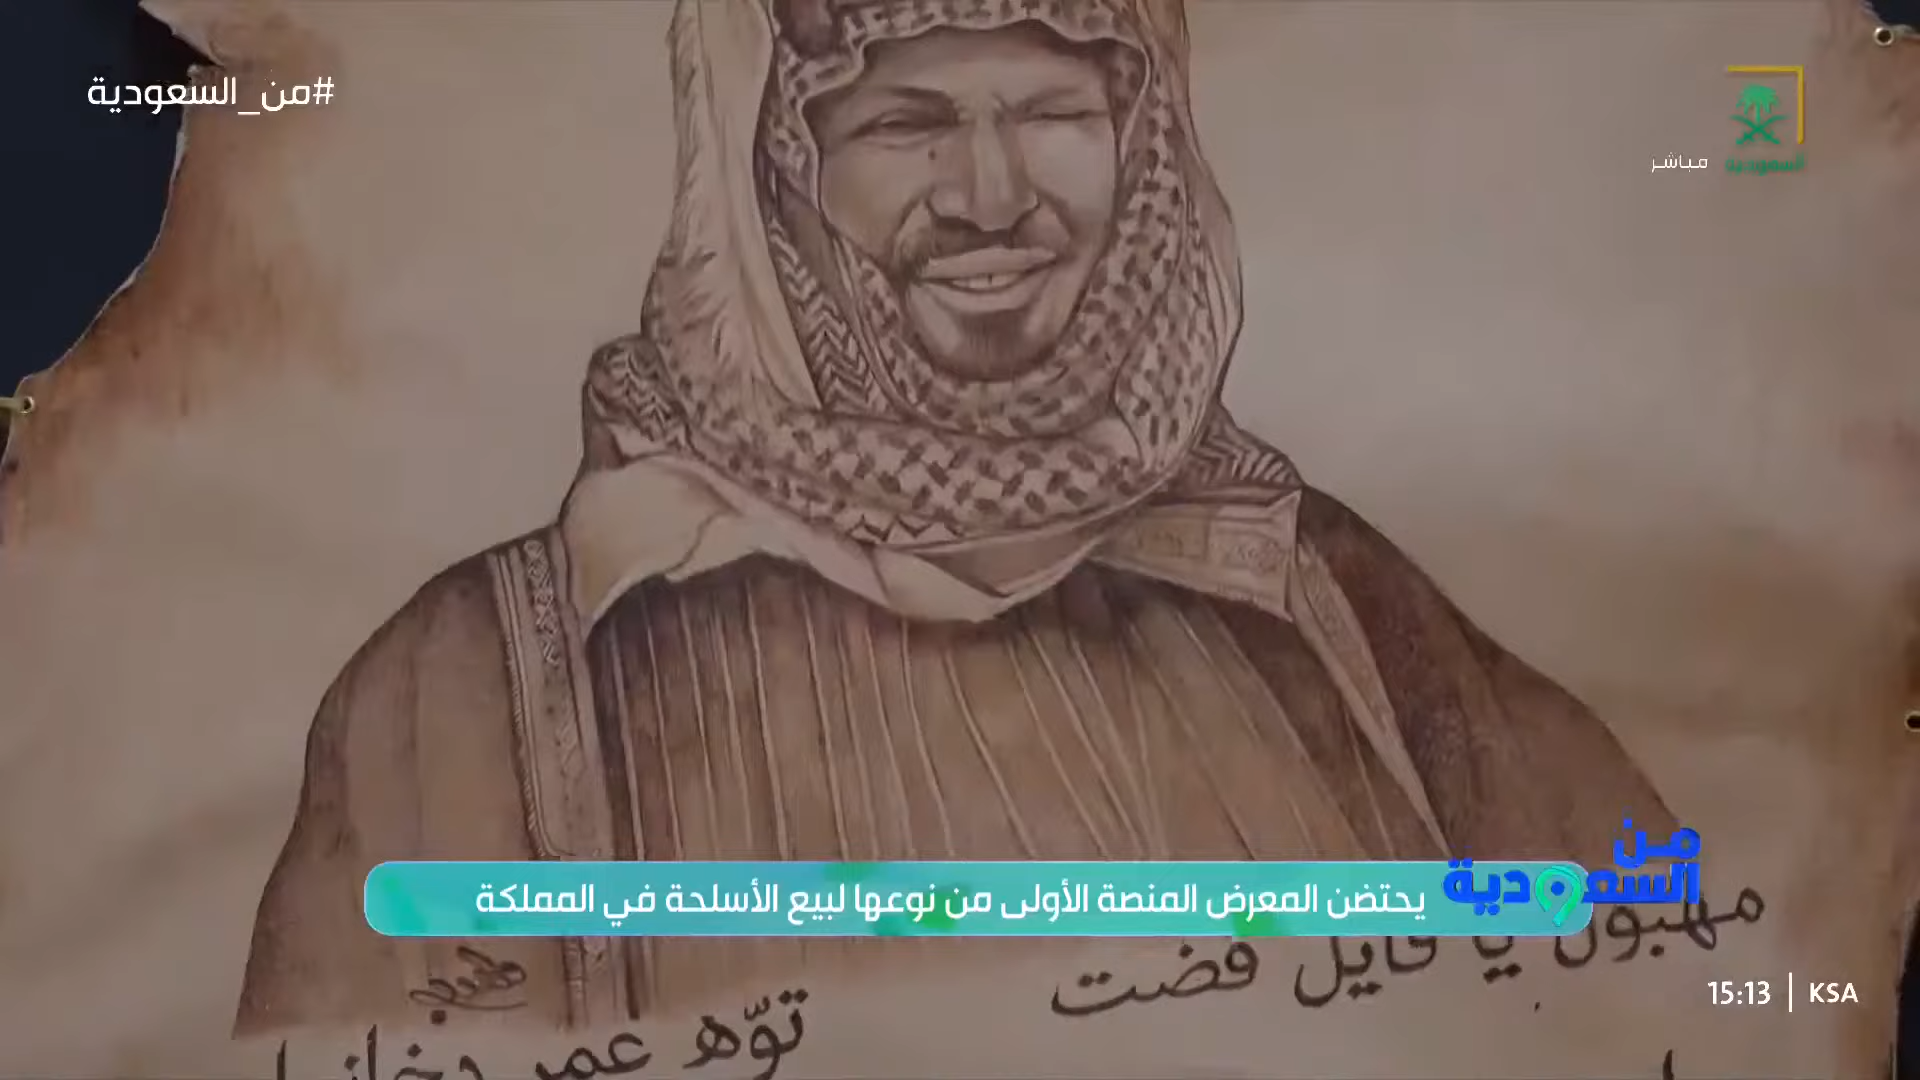 #من_السعودية
السعودية
مباشر
من السعودية
يحتضن المعرض المنصة الأولى من نوعها لبيع الأسلحة في المملكة
مهبول يا قايل فضت
توّه عمر دخانها
15:13 | KSA